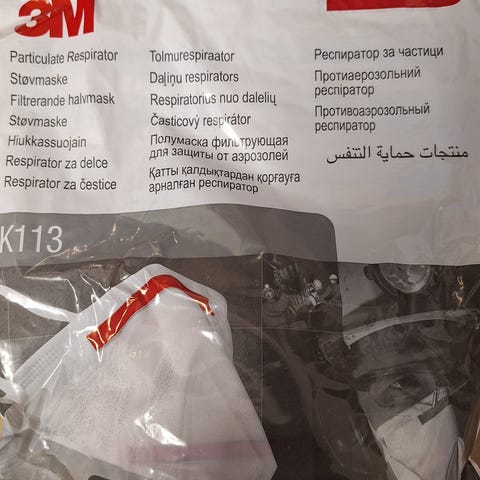 3M
Particulate Respirator
Støvmaske
Filtrerande halvmask
Støvmaske
Hiukkassuojain
Respirator za delce
Respirator za čestice
Tolmurespiraator
Daļiņu respirators
Respiratorius nuo dalelių
Časticový respirátor
Полумаска фильтрующая
для защиты от аэрозолей
Қатты қалдықтардан қорғауға
арналған респиратор
Респиратор за частици
Протиаерозольний
респіратор
Противоаэрозольный
респиратор
منتجات حماية التنفس
K113